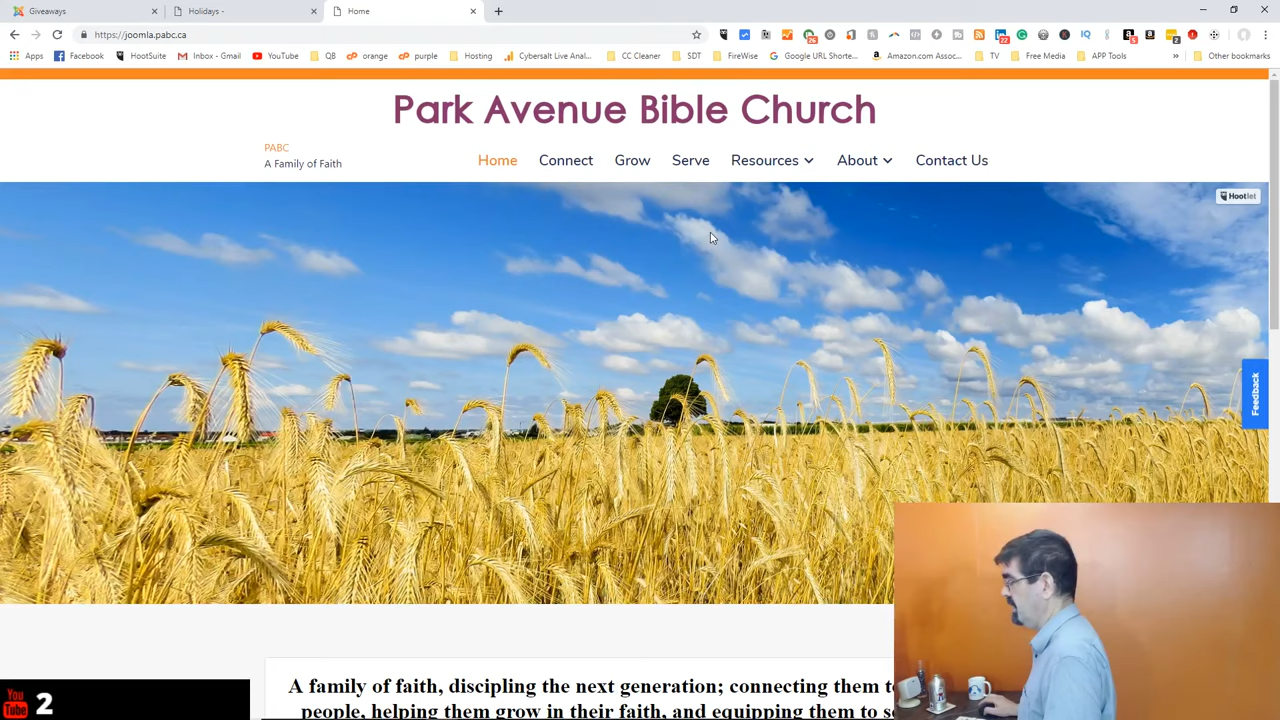 Giveaways
Holidays -
Home
https://joomla.pabc.ca
Apps Facebook HootSuite Inbox - Gmail YouTube QB orange purple Hosting Cybersalt Live Anal... CC Cleaner SDT FireWise Google URL Shorte... Amazon.com Assoc... TV Free Media APP Tools » Other bookmarks
Park Avenue Bible Church
PABC
A Family of Faith
Home Connect Grow Serve Resources About Contact Us
Hootlet
Feedback
A family of faith, discipling the next generation; connecting them to
people, helping them grow in their faith, and equipping them to se
You
Tube 2